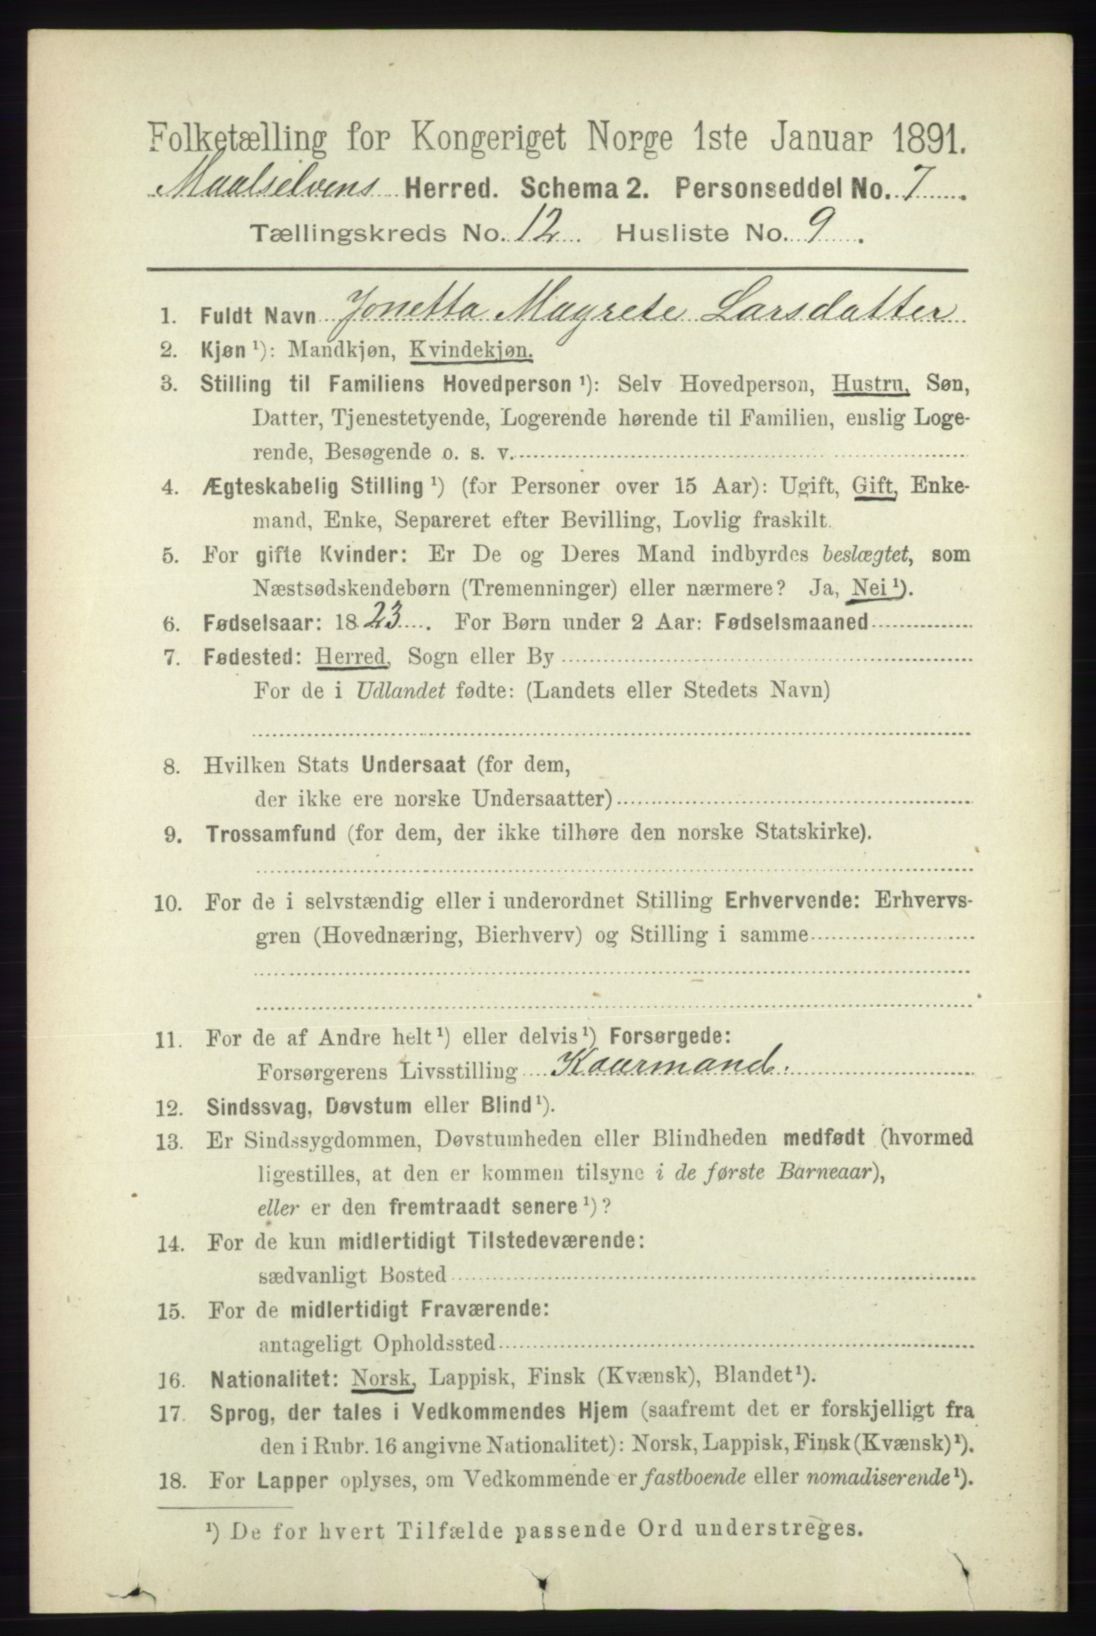 Folketælling for Kongeriget Norge 1ste Januar 1891.
Maalselvens Herred. Schema 2. Personseddel No. 7.
Tællingskreds No. 12 Husliste No. 9.
1. Fuldt Navn Jonetta Magrete Larsdatter
2. Kjøn ¹): Mandkjøn, Kvindekjøn.
3. Stilling til Familiens Hovedperson ¹): Selv Hovedperson, Hustru, Søn,
Datter, Tjenestetyende, Logerende hørende til Familien, enslig Loge-
rende, Besøgende o. s. v.
4. Ægteskabelig Stilling ¹) (for Personer over 15 Aar): Ugift, Gift, Enke-
mand, Enke, Separeret efter Bevilling, Lovlig fraskilt.
5. For gifte Kvinder: Er De og Deres Mand indbyrdes beslægtet, som
Næstsødskendebørn (Tremenninger) eller nærmere? Ja, Nei ¹).
6. Fødselsaar: 1823. For Børn under 2 Aar: Fødselsmaaned
7. Fødested: Herred, Sogn eller By
For de i Udlandet fødte: (Landets eller Stedets Navn)
8. Hvilken Stats Undersaat (for dem,
der ikke ere norske Undersaatter)
9. Trossamfund (for dem, der ikke tilhøre den norske Statskirke).
10. For de i selvstændig eller i underordnet Stilling Erhvervende: Erhvervs-
gren (Hovednæring, Bierhverv) og Stilling i samme
11. For de af Andre helt ¹) eller delvis ¹) Forsørgede:
Forsørgerens Livsstilling Kaarmand.
12. Sindssvag, Døvstum eller Blind ¹).
13. Er Sindssygdommen, Døvstumheden eller Blindheden medfødt (hvormed
ligestilles, at den er kommen tilsyne i de første Barneaar),
eller er den fremtraadt senere ¹)?
14. For de kun midlertidigt Tilstedeværende:
sædvanligt Bosted
15. For de midlertidigt Fraværende:
antageligt Opholdssted
16. Nationalitet: Norsk, Lappisk, Finsk (Kvænsk), Blandet ¹).
17. Sprog, der tales i Vedkommendes Hjem (saafremt det er forskjelligt fra
den i Rubr. 16 angivne Nationalitet): Norsk, Lappisk, Finsk (Kvænsk) ¹).
18. For Lapper oplyses, om Vedkommende er fastboende eller nomadiserende ¹).
¹) De for hvert Tilfælde passende Ord understreges.